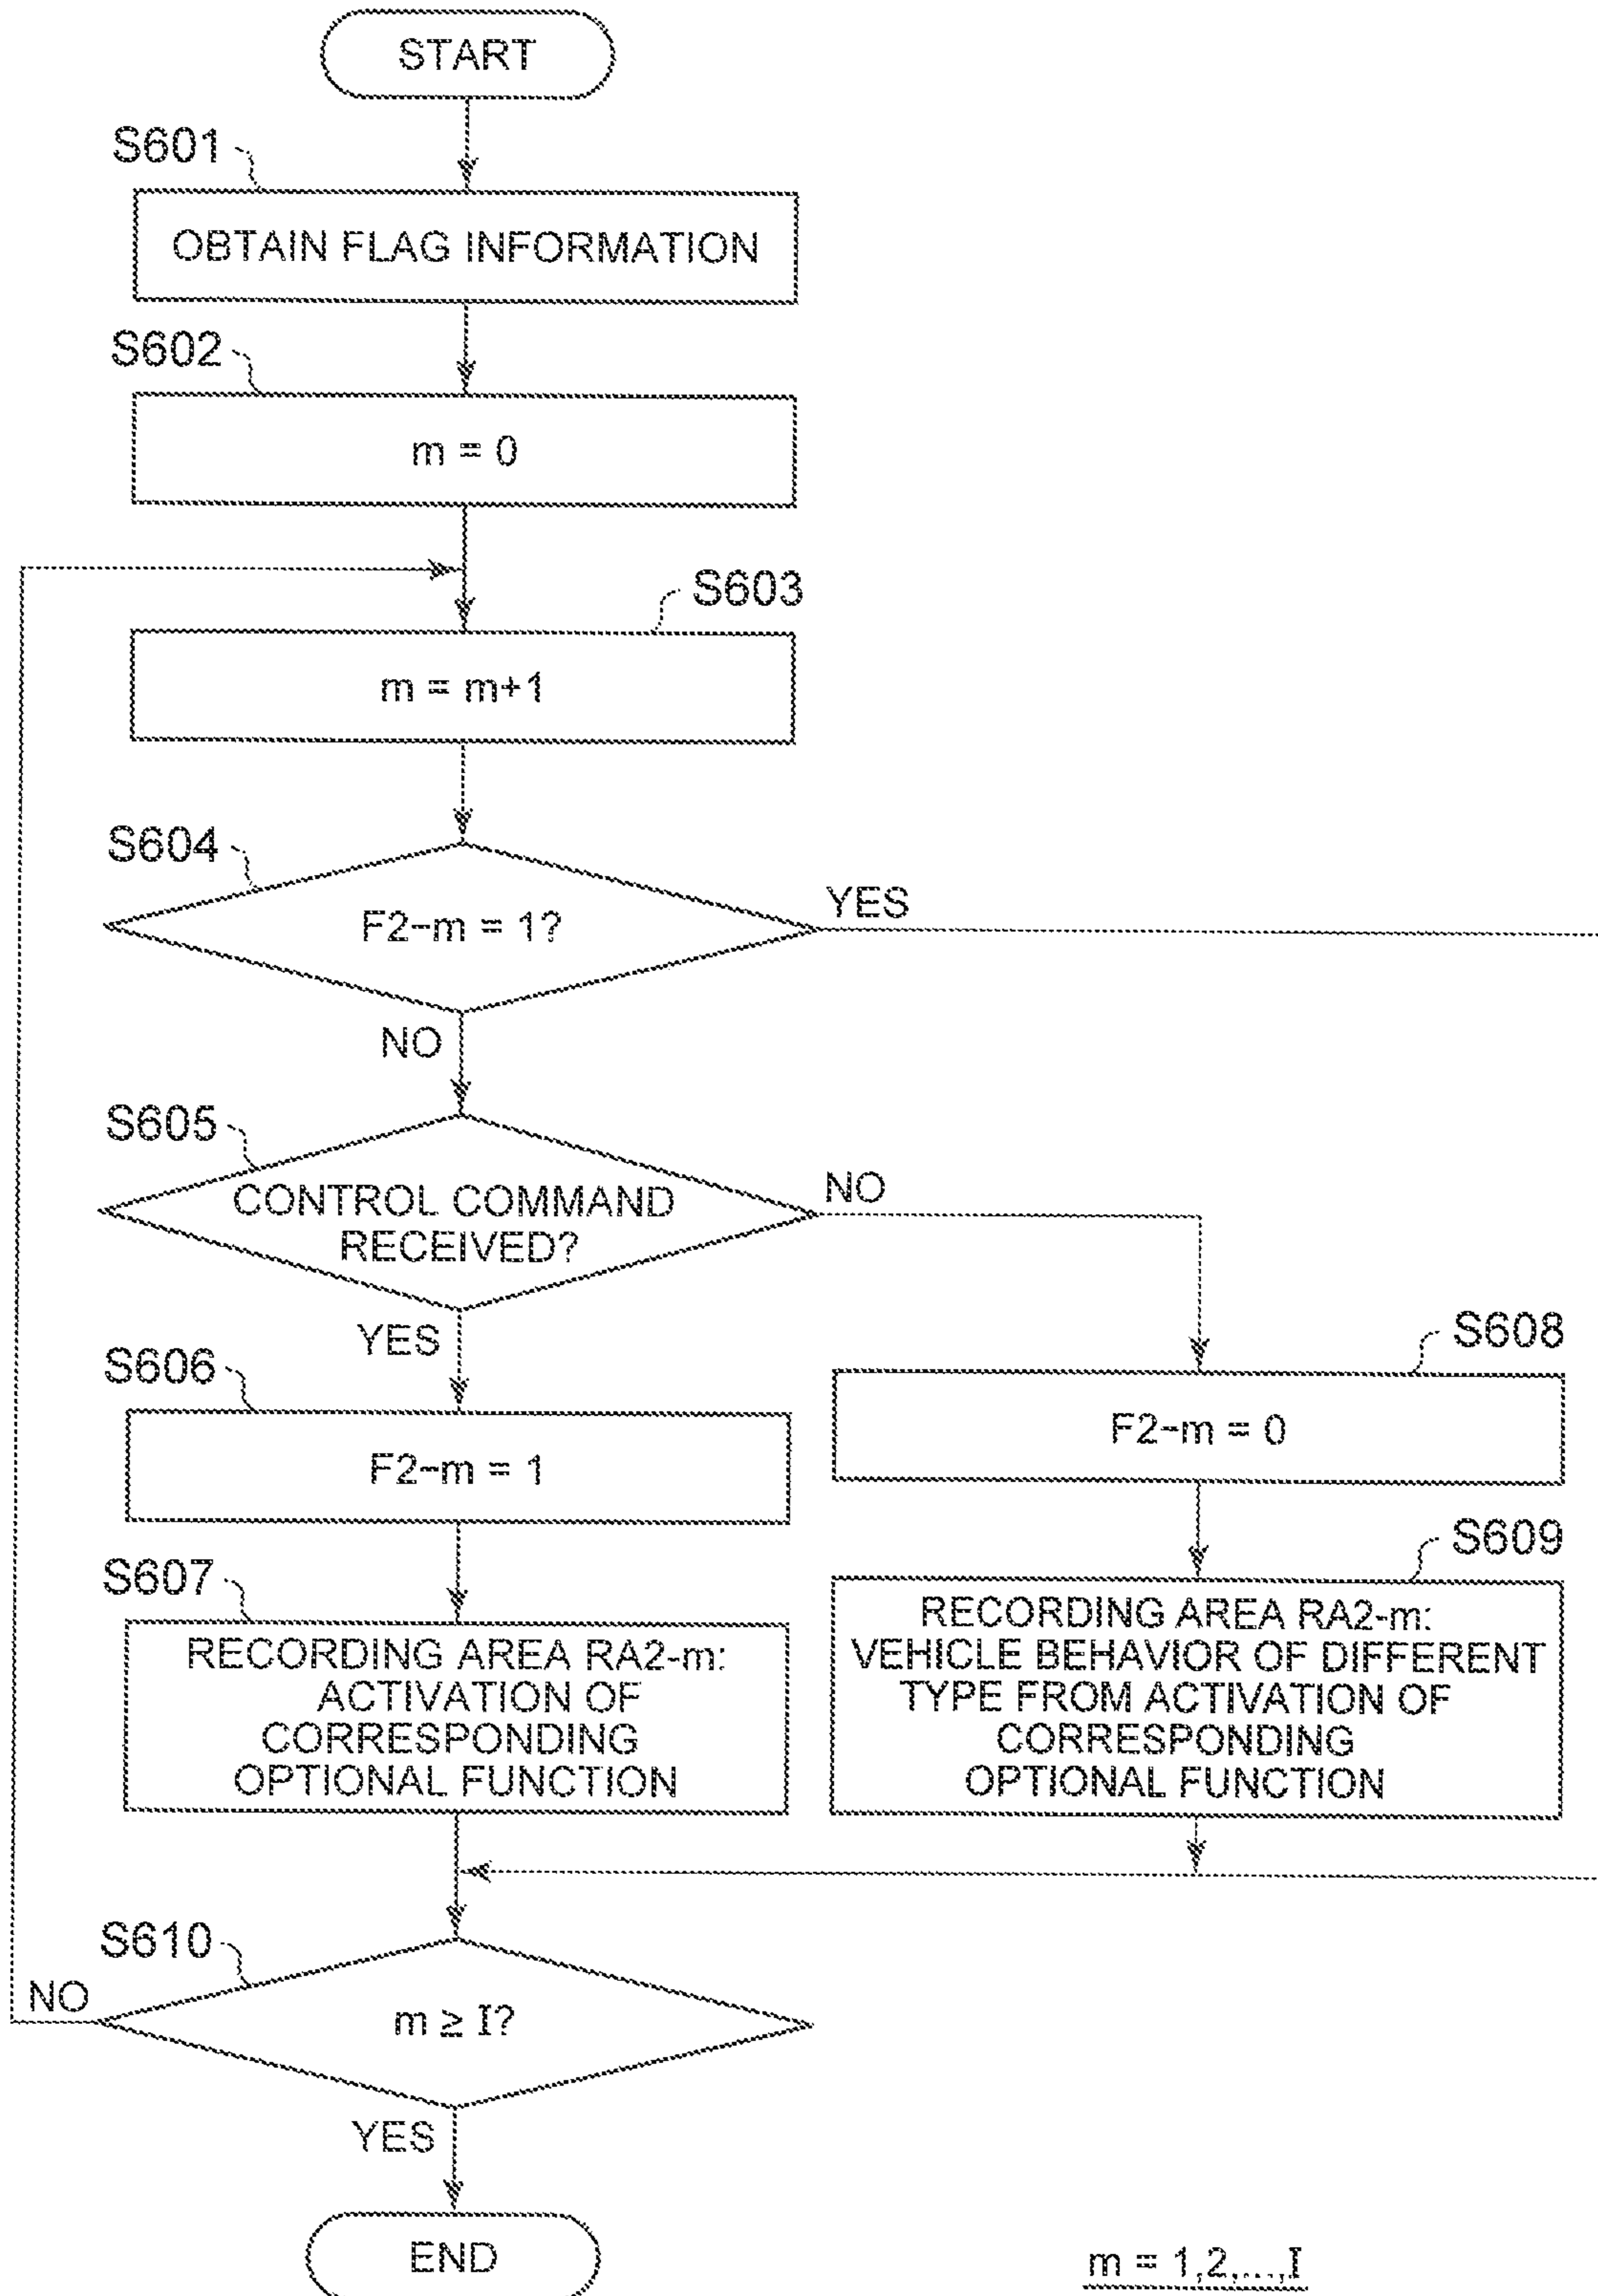 START
S601
OBTAIN FLAG INFORMATION
S602
m = 0
S603
m = m+1
S604
F2-m = 1?
YES
NO
S605
CONTROL COMMAND
RECEIVED?
NO
YES
S606
F2-m = 1
S608
F2-m = 0
S607
RECORDING AREA RA2-m:
ACTIVATION OF
CORRESPONDING
OPTIONAL FUNCTION
S609
RECORDING AREA RA2-m:
VEHICLE BEHAVIOR OF DIFFERENT
TYPE FROM ACTIVATION OF
CORRESPONDING
OPTIONAL FUNCTION
S610
NO
m ≥ I?
YES
END
m = 1,2,...,I